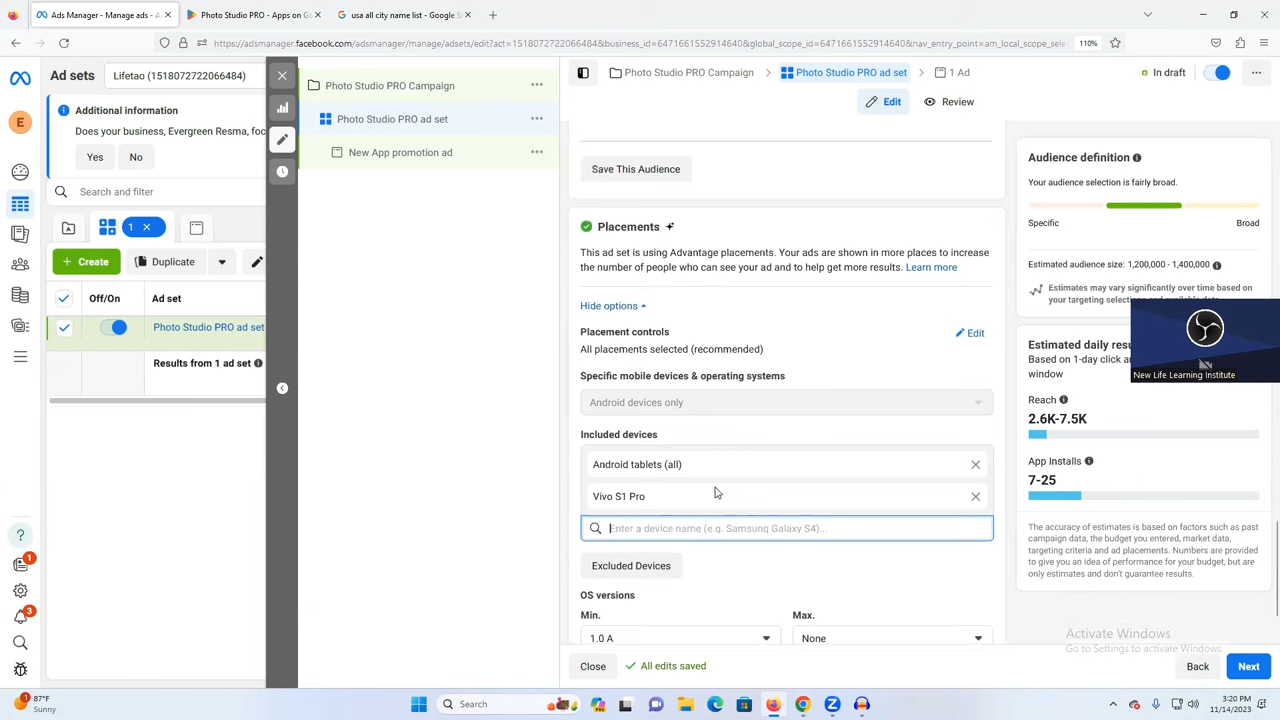 Ads Manager - Manage ads - A
Photo Studio PRO - Apps on G
usa all city name list - Google S
https://adsmanager.facebook.com/adsmanager/manage/adsets/edit?act=1518072722066484&business_id=6471661552914640&global_scope_id=6471661552914640&nav_entry_point=am_local_scope_sele
110%
Ad sets
Lifetao (1518072722066484)
Additional information
Does your business, Evergreen Resma, foc
Yes
No
Search and filter
1
Create
Duplicate
Off/On
Ad set
Photo Studio PRO ad set
Results from 1 ad set
E
1
3
Photo Studio PRO Campaign
Photo Studio PRO ad set
New App promotion ad
Photo Studio PRO Campaign
Photo Studio PRO ad set
1 Ad
In draft
Edit
Review
Save This Audience
Placements
This ad set is using Advantage placements. Your ads are shown in more places to increase
the number of people who can see your ad and to help get more results. Learn more
Hide options
Placement controls
Edit
All placements selected (recommended)
Specific mobile devices & operating systems
Android devices only
Included devices
Android tablets (all)
Vivo S1 Pro
Enter a device name (e.g. Samsung Galaxy S4)...
Excluded Devices
OS versions
Min.
Max.
1.0 A
None
Close
All edits saved
Back
Next
Audience definition
Your audience selection is fairly broad.
Specific
Broad
Estimated audience size: 1,200,000 - 1,400,000
Estimates may vary significantly over time based on
your targeting selections and available data.
Estimated daily resu
Based on 1-day click an
window
New Life Learning Institute
Reach
2.6K-7.5K
App Installs
7-25
The accuracy of estimates is based on factors such as past
campaign data, the budget you entered, market data,
targeting criteria and ad placements. Numbers are provided
to give you an idea of performance for your budget, but are
only estimates and don't guarantee results.
Activate Windows
Go to Settings to activate Windows.
1
87°F
Sunny
Search
3:20 PM
11/14/2023